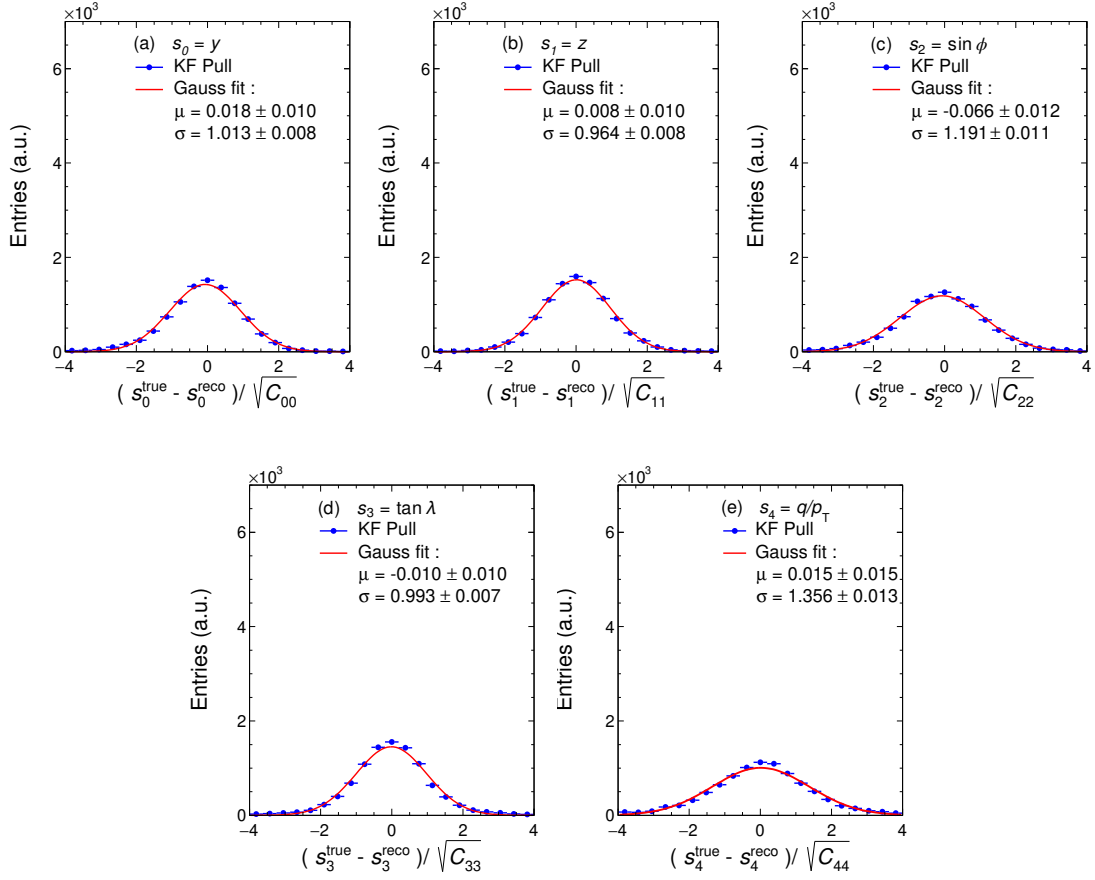 ×10³
(a) s₀ = y
KF Pull
Gauss fit :
μ = 0.018 ± 0.010
σ = 1.013 ± 0.008
Entries (a.u.)
6
4
2
0
−4 −2 0 2 4
( s₀^true - s₀^reco )/ √C₀₀
×10³
(b) s₁ = z
KF Pull
Gauss fit :
μ = 0.008 ± 0.010
σ = 0.964 ± 0.008
Entries (a.u.)
6
4
2
0
−4 −2 0 2 4
( s₁^true - s₁^reco )/ √C₁₁
×10³
(c) s₂ = sin ϕ
KF Pull
Gauss fit :
μ = -0.066 ± 0.012
σ = 1.191 ± 0.011
Entries (a.u.)
6
4
2
0
−4 −2 0 2 4
( s₂^true - s₂^reco )/ √C₂₂
×10³
(d) s₃ = tan λ
KF Pull
Gauss fit :
μ = -0.010 ± 0.010
σ = 0.993 ± 0.007
Entries (a.u.)
6
4
2
0
−4 −2 0 2 4
( s₃^true - s₃^reco )/ √C₃₃
×10³
(e) s₄ = q/p_T
KF Pull
Gauss fit :
μ = 0.015 ± 0.015
σ = 1.356 ± 0.013
Entries (a.u.)
6
4
2
0
−4 −2 0 2 4
( s₄^true - s₄^reco )/ √C₄₄